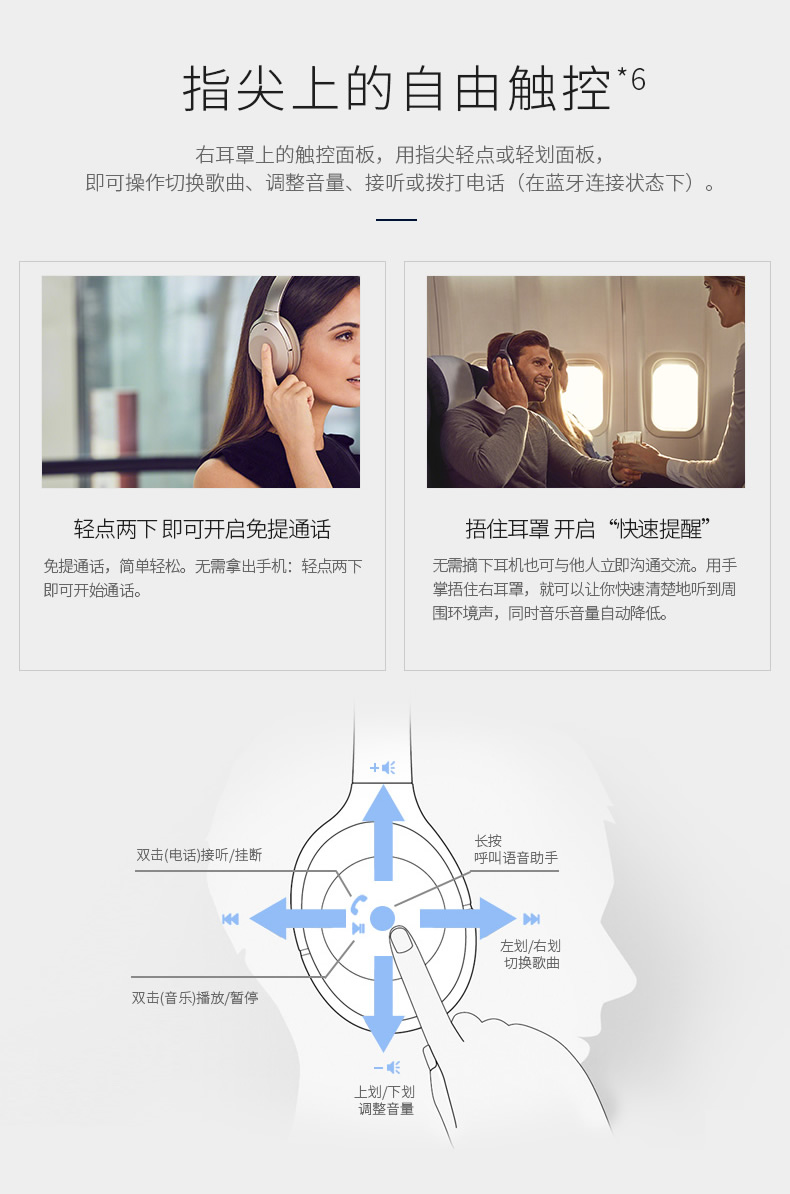 指尖上的自由触控*6
右耳罩上的触控面板，用指尖轻点或轻划面板，
即可操作切换歌曲、调整音量、接听或拨打电话（在蓝牙连接状态下）。
轻点两下 即可开启免提通话
免提通话，简单轻松。无需拿出手机：轻点两下
即可开始通话。
捂住耳罩 开启“快速提醒”
无需摘下耳机也可与他人立即沟通交流。用手
掌捂住右耳罩，就可以让你快速清楚地听到周
围环境声，同时音乐音量自动降低。
双击(电话)接听/挂断
长按
呼叫语音助手
左划/右划
切换歌曲
双击(音乐)播放/暂停
上划/下划
调整音量